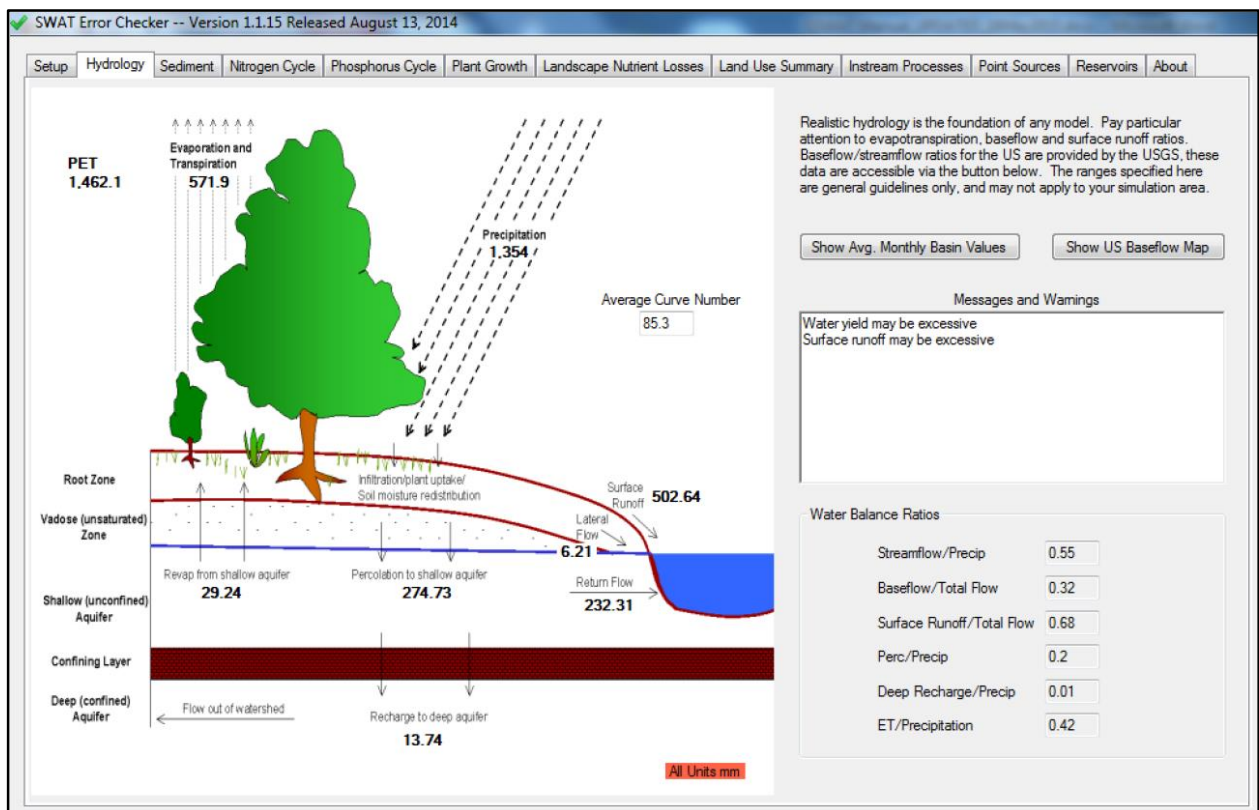 SWAT Error Checker -- Version 1.1.15 Released August 13, 2014
Setup Hydrology Sediment Nitrogen Cycle Phosphorus Cycle Plant Growth Landscape Nutrient Losses Land Use Summary Instream Processes Point Sources Reservoirs About
PET
1,462.1
Evaporation and
Transpiration
571.9
Precipitation
1,354
Average Curve Number
85.3
Root Zone
Infiltration/plant uptake/
Soil moisture redistribution
Surface
Runoff
502.64
Vadose (unsaturated)
Zone
Lateral
Flow
6.21
Revap from shallow aquifer
29.24
Percolation to shallow aquifer
274.73
Return Flow
232.31
Shallow (unconfined)
Aquifer
Confining Layer
Deep (confined)
Aquifer
Flow out of watershed
Recharge to deep aquifer
13.74
All Units mm
Realistic hydrology is the foundation of any model. Pay particular
attention to evapotranspiration, baseflow and surface runoff ratios.
Baseflow/streamflow ratios for the US are provided by the USGS, these
data are accessible via the button below. The ranges specified here
are general guidelines only, and may not apply to your simulation area.
Show Avg. Monthly Basin Values Show US Baseflow Map
Messages and Warnings
Water yield may be excessive
Surface runoff may be excessive
Water Balance Ratios
Streamflow/Precip 0.55
Baseflow/Total Flow 0.32
Surface Runoff/Total Flow 0.68
Perc/Precip 0.2
Deep Recharge/Precip 0.01
ET/Precipitation 0.42